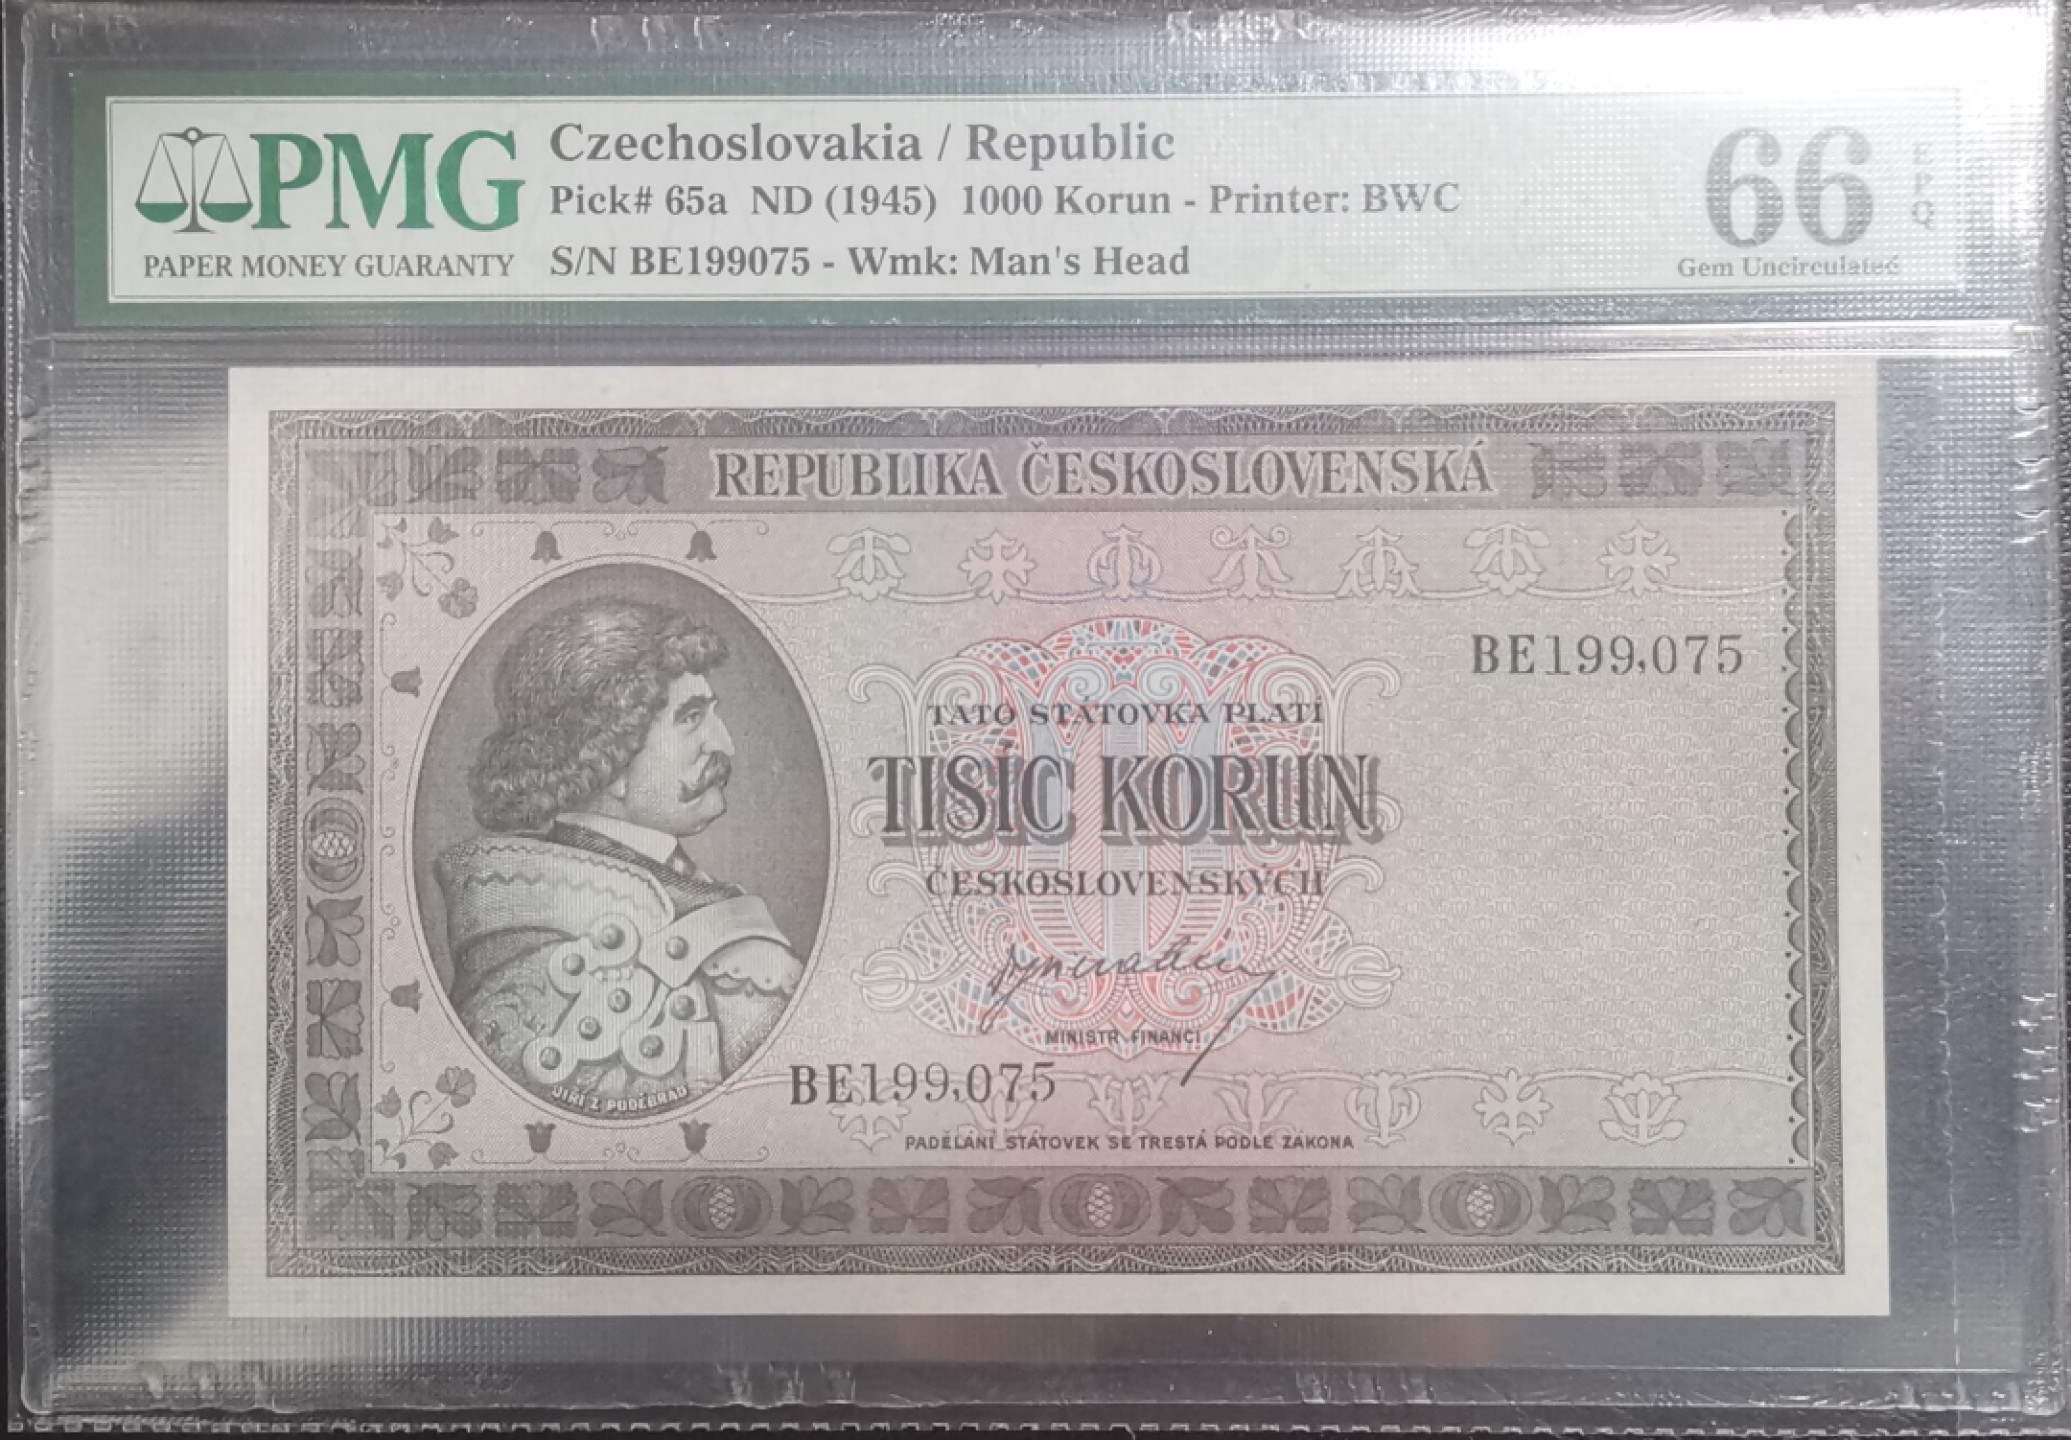 PMG
PAPER MONEY GUARANTY
Czechoslovakia / Republic
Pick# 65a ND (1945) 1000 Korun - Printer: BWC
S/N BE199075 - Wmk: Man's Head
66 EPQ
Gem Uncirculated
REPUBLIKA ČESKOSLOVENSKÁ
BE199,075
TATO STÁTOVKA PLATÍ
TISÍC KORUN
ČESKOSLOVENSKÝCH
MINISTR FINANCÍ
BE199,075
JIŘÍ Z PODĚBRAD
PADĚLÁNÍ STÁTOVEK SE TRESTÁ PODLE ZÁKONA